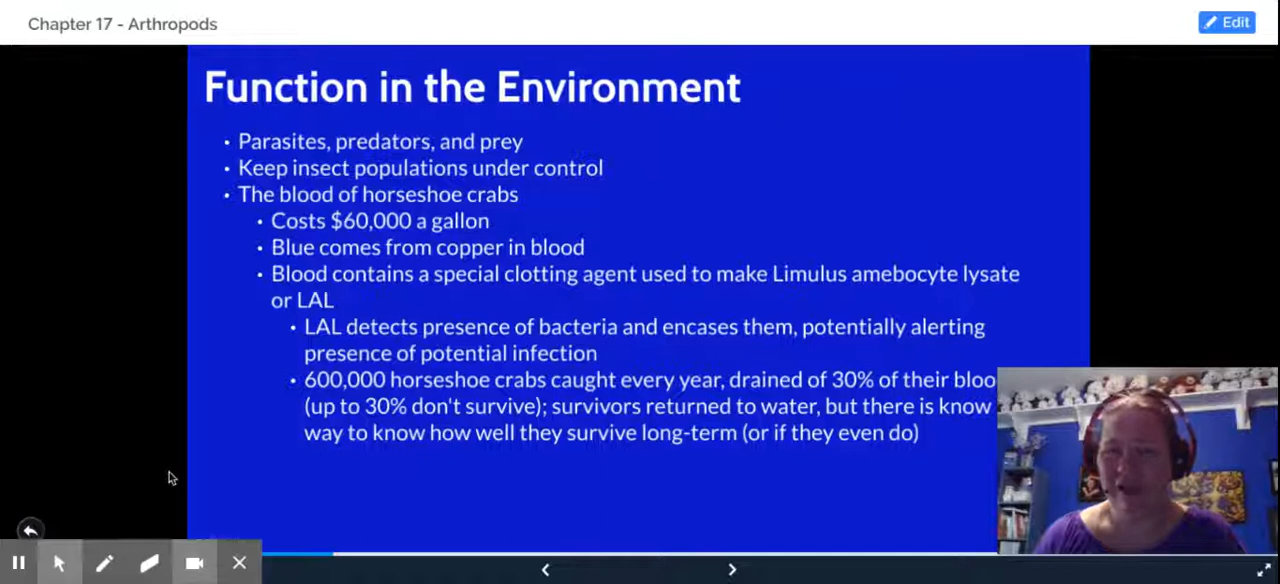 Chapter 17 - Arthropods
Edit
Function in the Environment
• Parasites, predators, and prey
• Keep insect populations under control
• The blood of horseshoe crabs
• Costs $60,000 a gallon
• Blue comes from copper in blood
• Blood contains a special clotting agent used to make Limulus amebocyte lysate
or LAL
• LAL detects presence of bacteria and encases them, potentially alerting
presence of potential infection
• 600,000 horseshoe crabs caught every year, drained of 30% of their bloo
(up to 30% don't survive); survivors returned to water, but there is know
way to know how well they survive long-term (or if they even do)